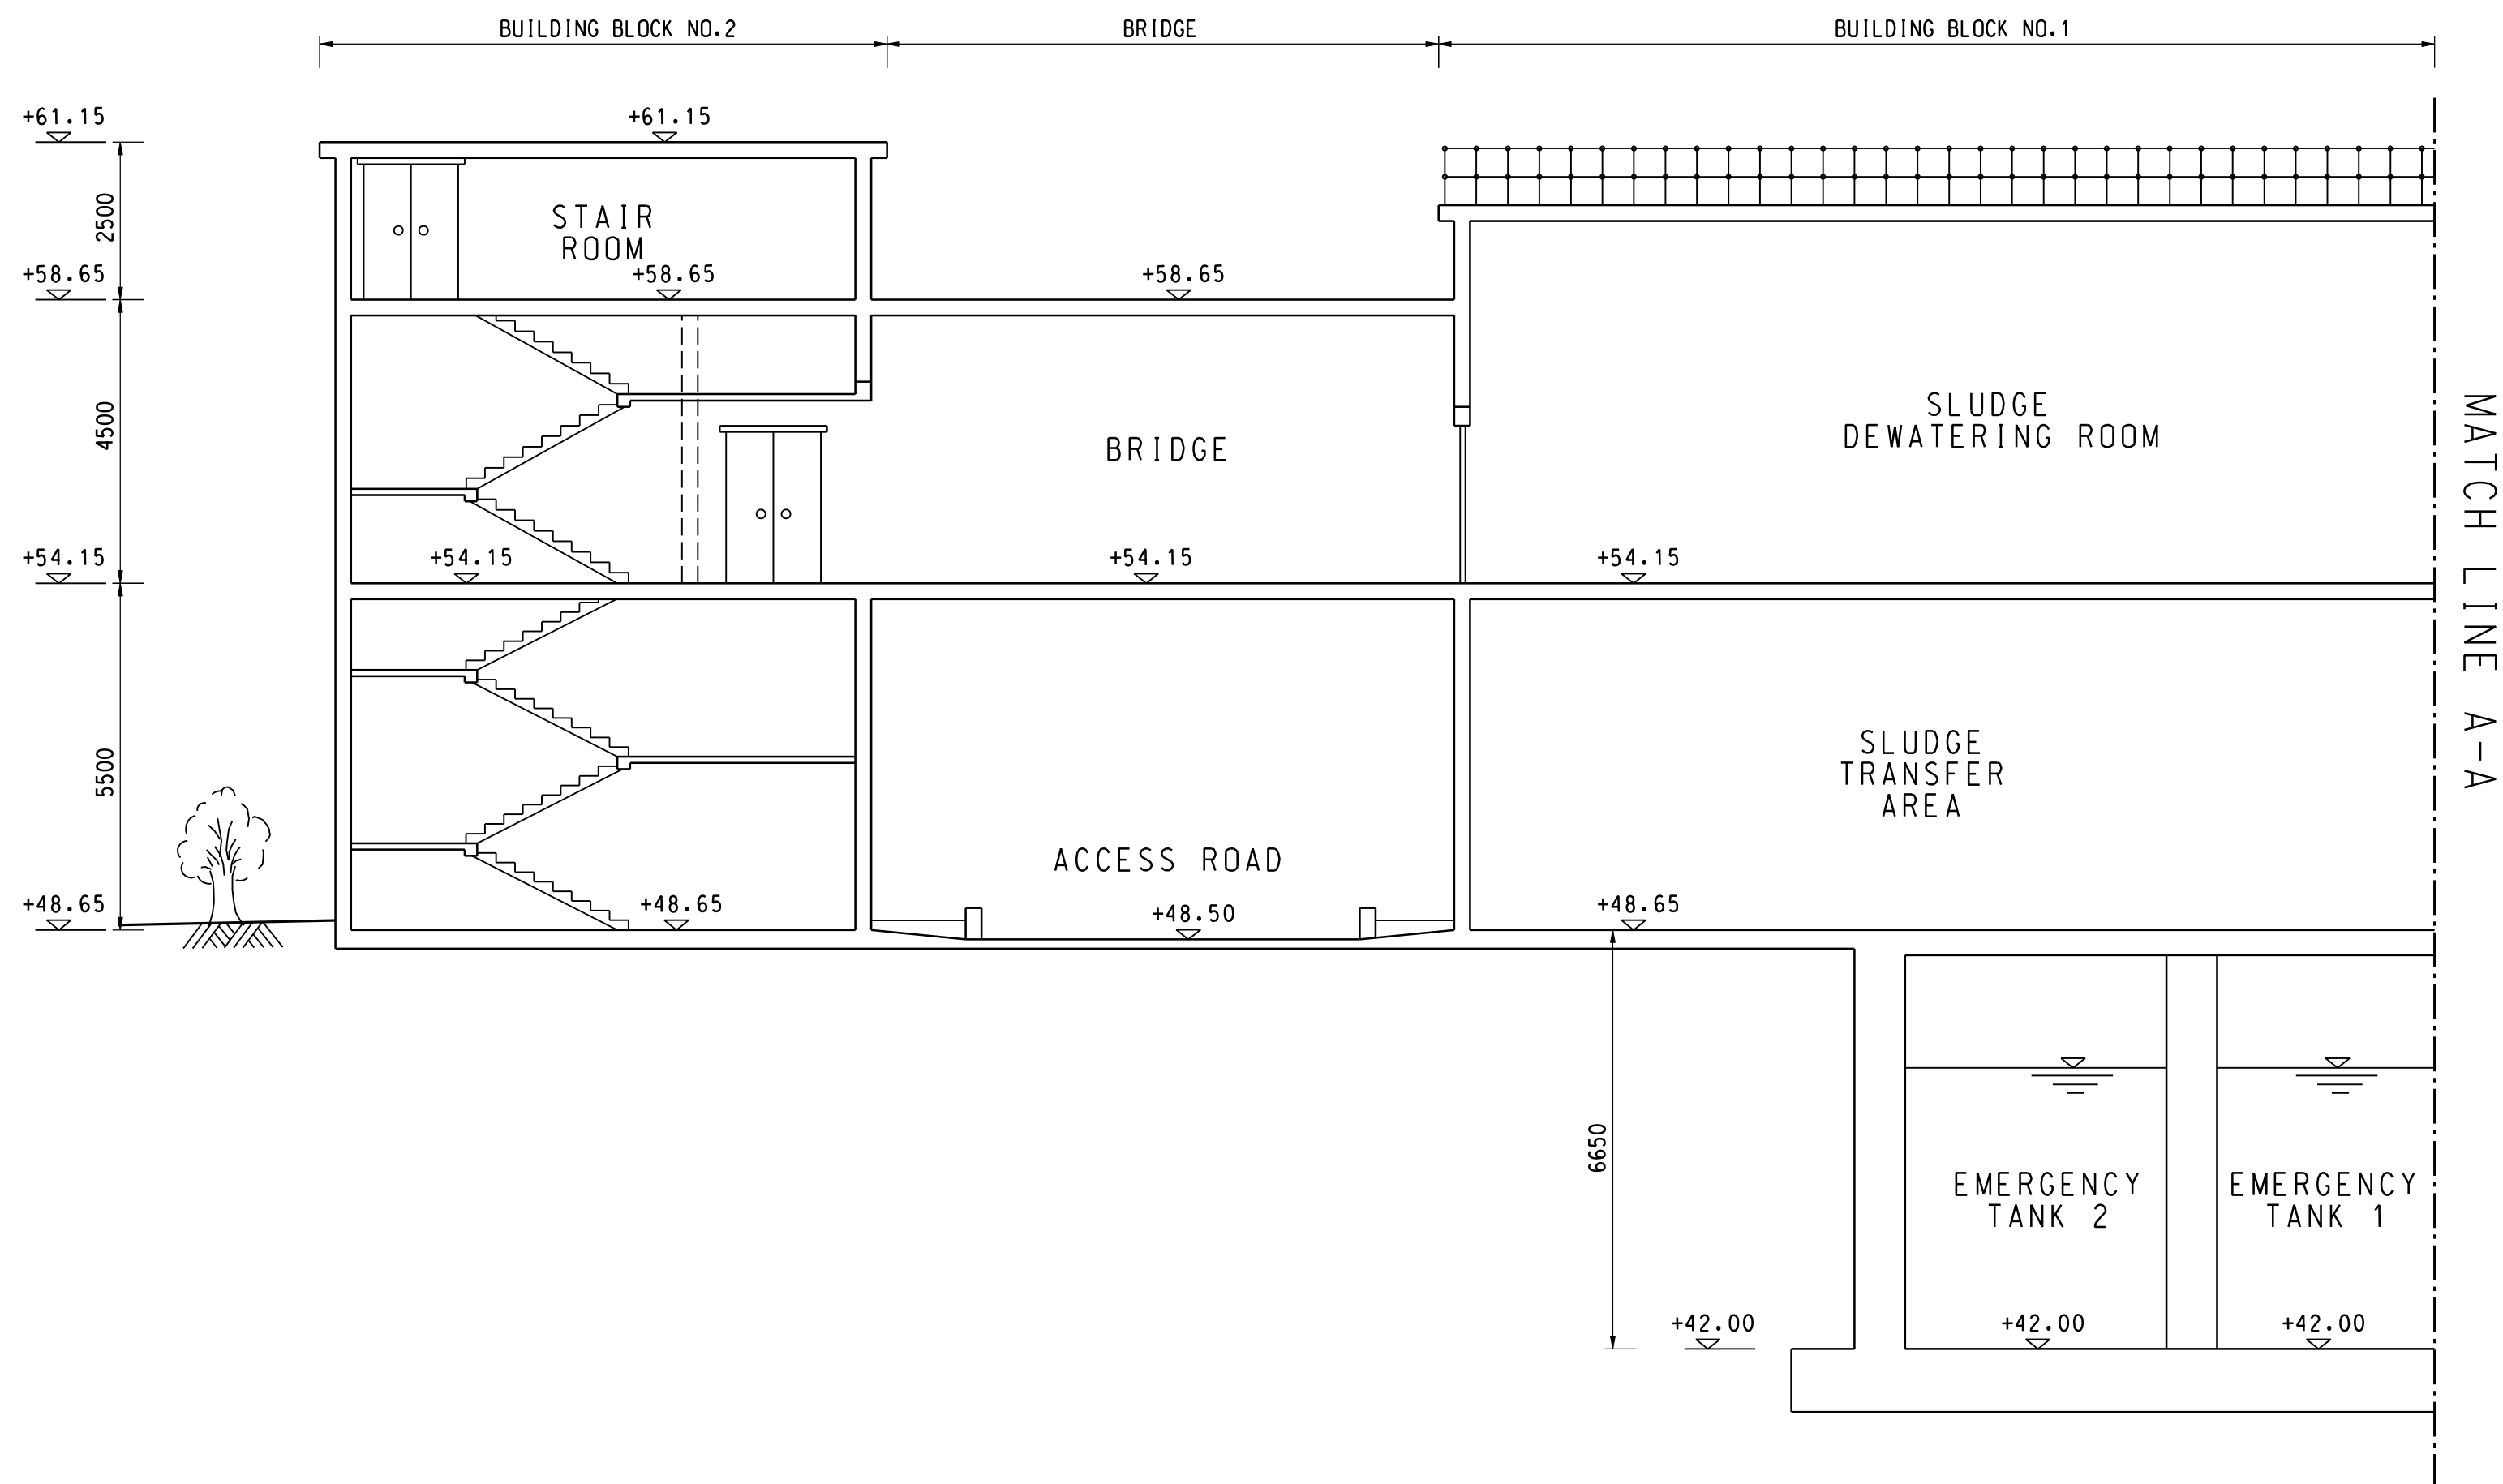 BUILDING BLOCK NO.2
BRIDGE
BUILDING BLOCK NO.1
+61.15
+61.15
2500
STAIR
ROOM
+58.65
+58.65
+58.65
4500
SLUDGE
DEWATERING ROOM
BRIDGE
MATCH LINE A-A
+54.15
+54.15
+54.15
+54.15
5500
SLUDGE
TRANSFER
AREA
ACCESS ROAD
+48.65
+48.65
+48.50
+48.65
6650
EMERGENCY
TANK 2
EMERGENCY
TANK 1
+42.00
+42.00
+42.00